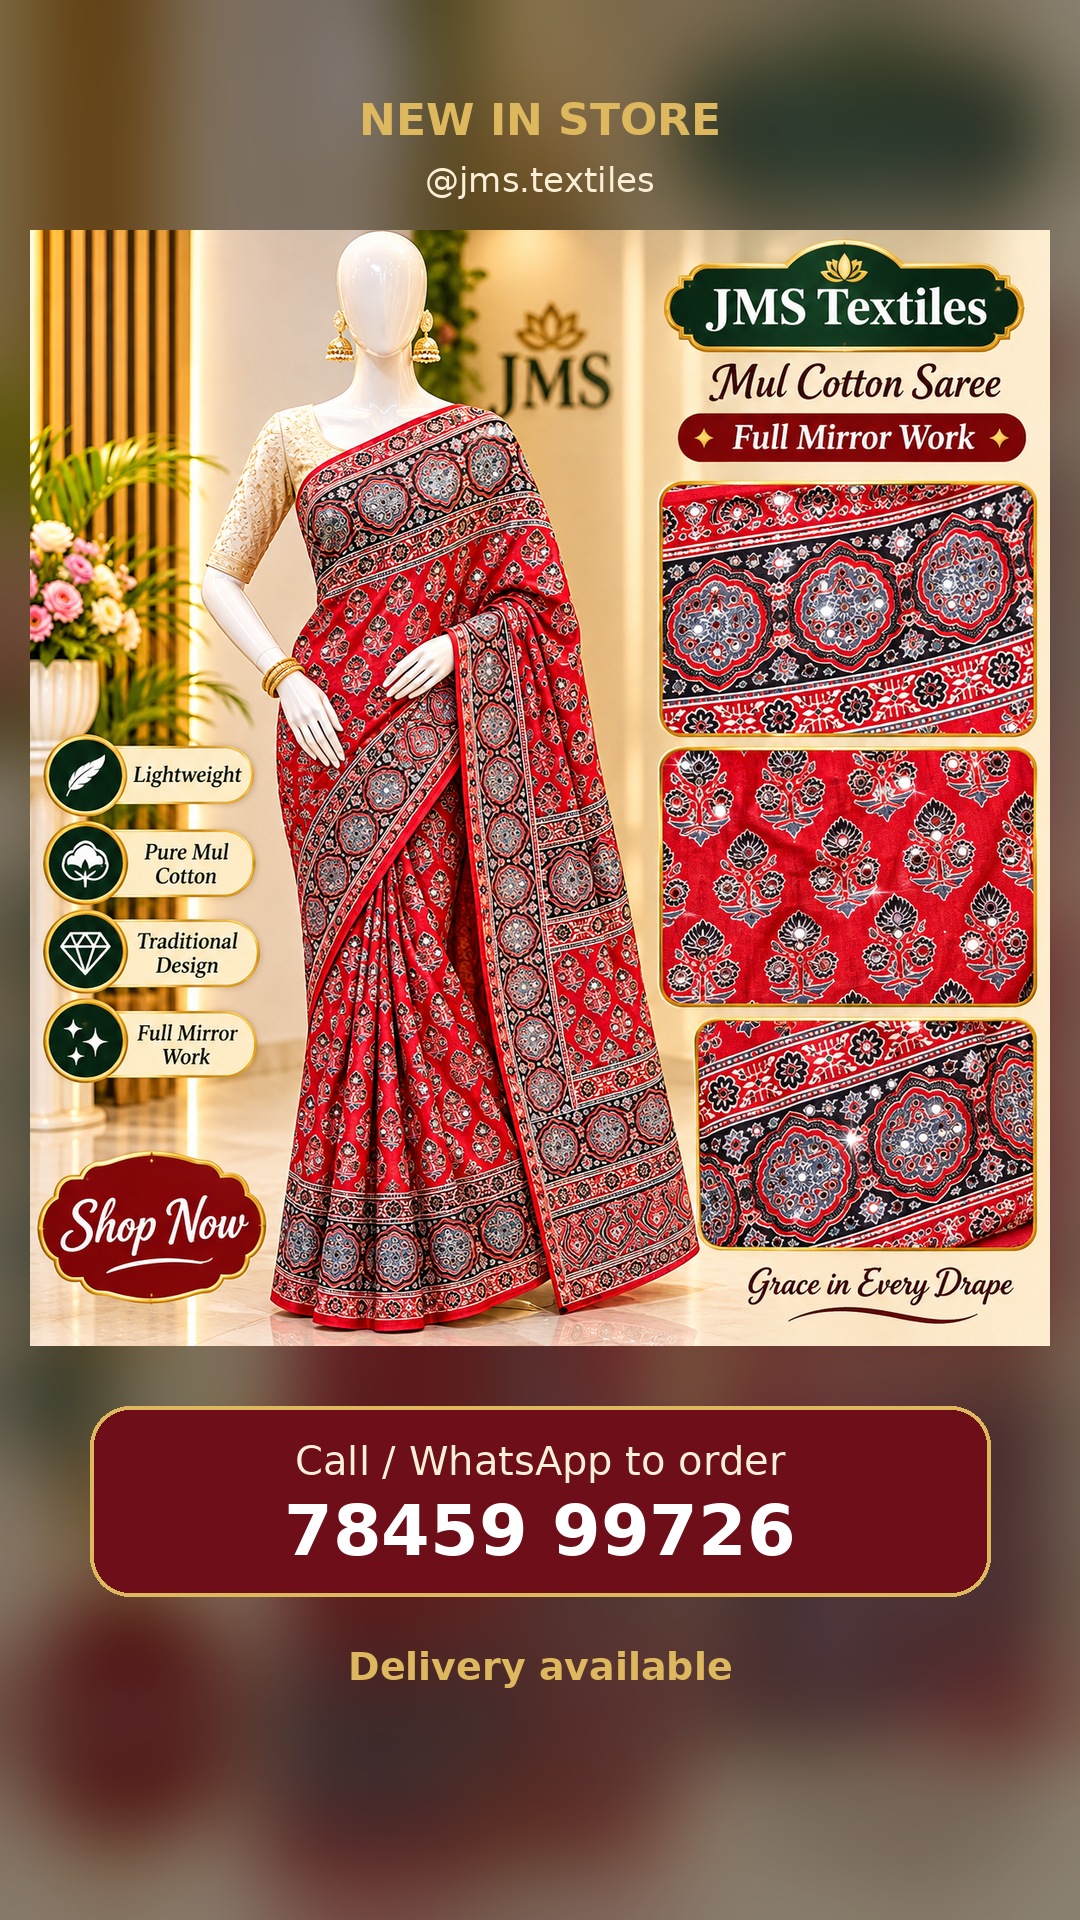 NEW IN STORE
@jms.textiles
JMS
JMS Textiles
Mul Cotton Saree
Full Mirror Work
Lightweight
Pure Mul
Cotton
Traditional
Design
Full Mirror
Work
Shop Now
Grace in Every Drape
Call / WhatsApp to order
78459 99726
Delivery available